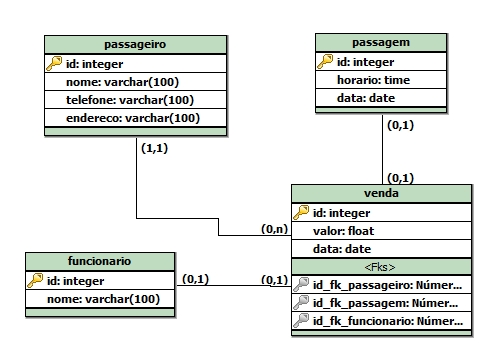 passageiro
id: integer
nome: varchar(100)
telefone: varchar(100)
endereco: varchar(100)
passagem
id: integer
horario: time
data: date
(0,1)
(1,1)
(0,1)
(0,n)
venda
id: integer
valor: float
data: date
<Fks>
id_fk_passageiro: Númer...
id_fk_passagem: Númer...
id_fk_funcionario: Númer...
funcionario
id: integer
nome: varchar(100)
(0,1)
(0,1)